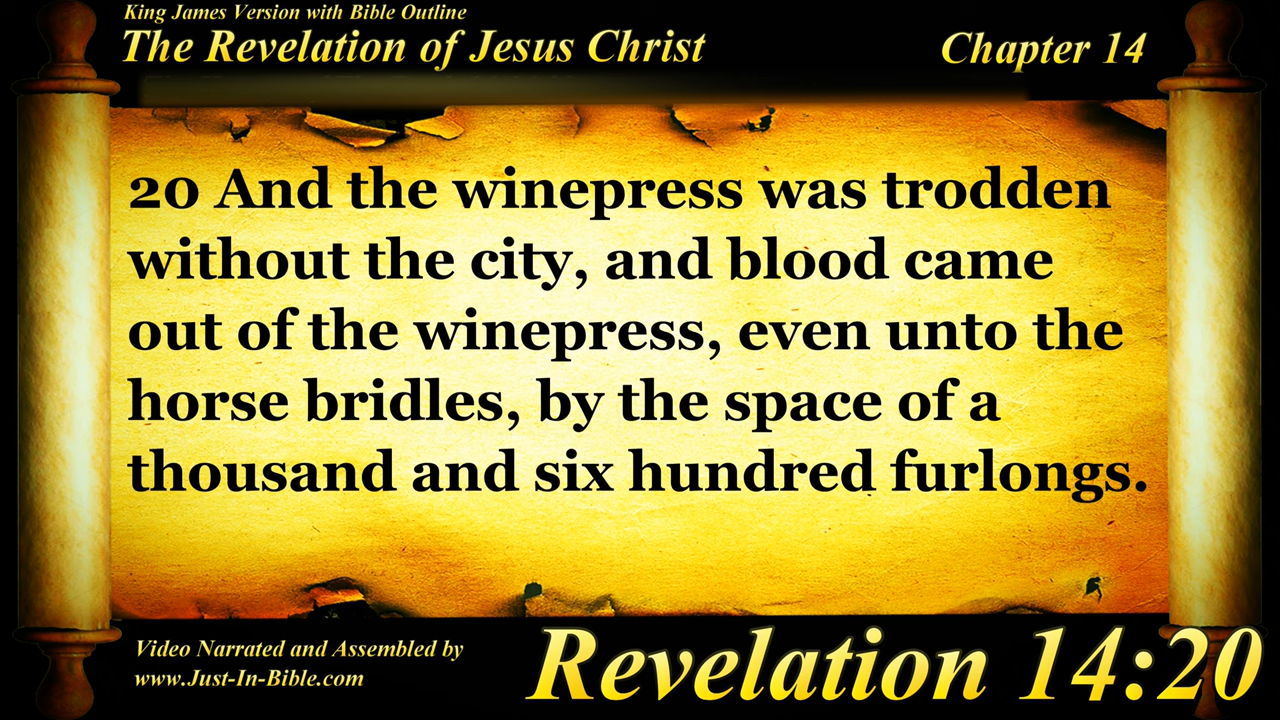 King James Version with Bible Outline
The Revelation of Jesus Christ
Chapter 14
20 And the winepress was trodden
without the city, and blood came
out of the winepress, even unto the
horse bridles, by the space of a
thousand and six hundred furlongs.
Video Narrated and Assembled by
www.Just-In-Bible.com
Revelation 14:20